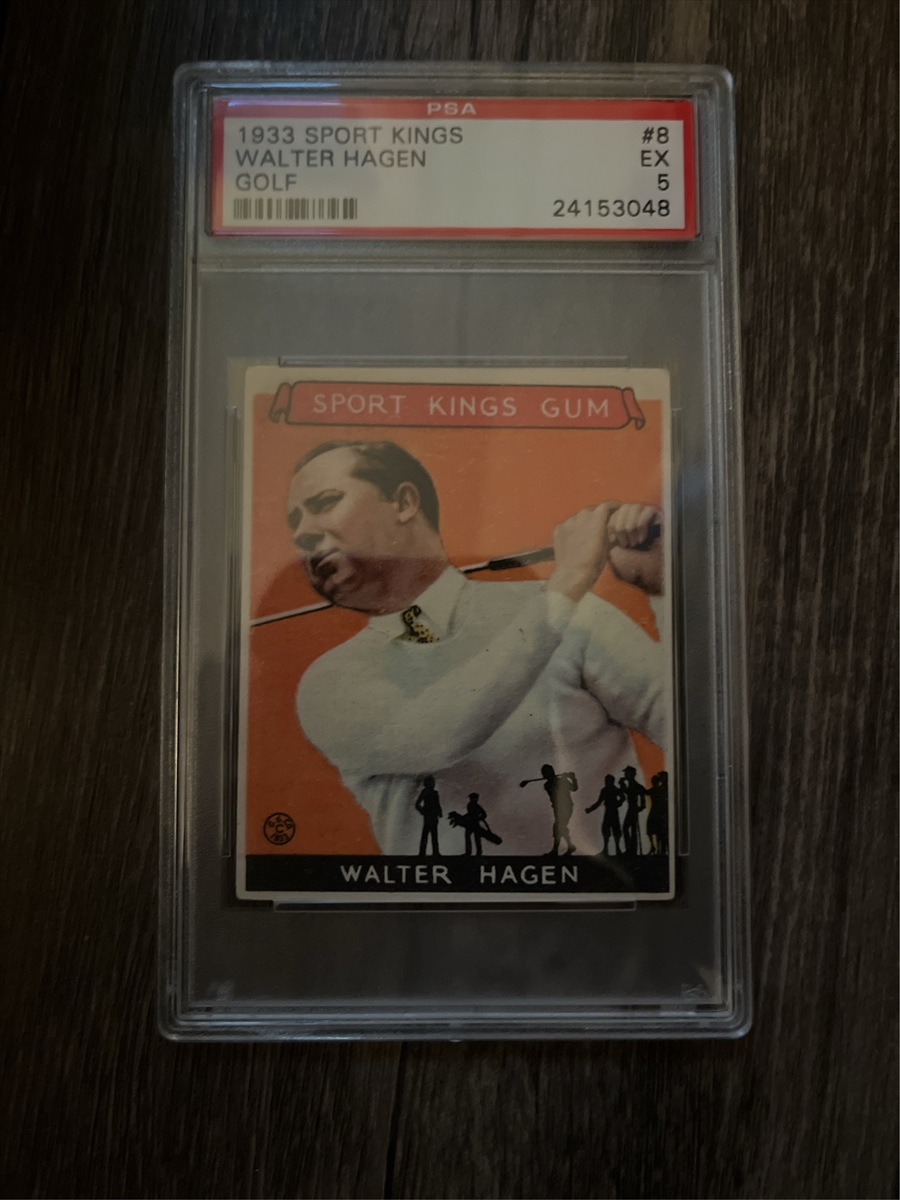 PSA
1933 SPORT KINGS #8
WALTER HAGEN EX
GOLF 5
24153048
SPORT KINGS GUM
WALTER HAGEN